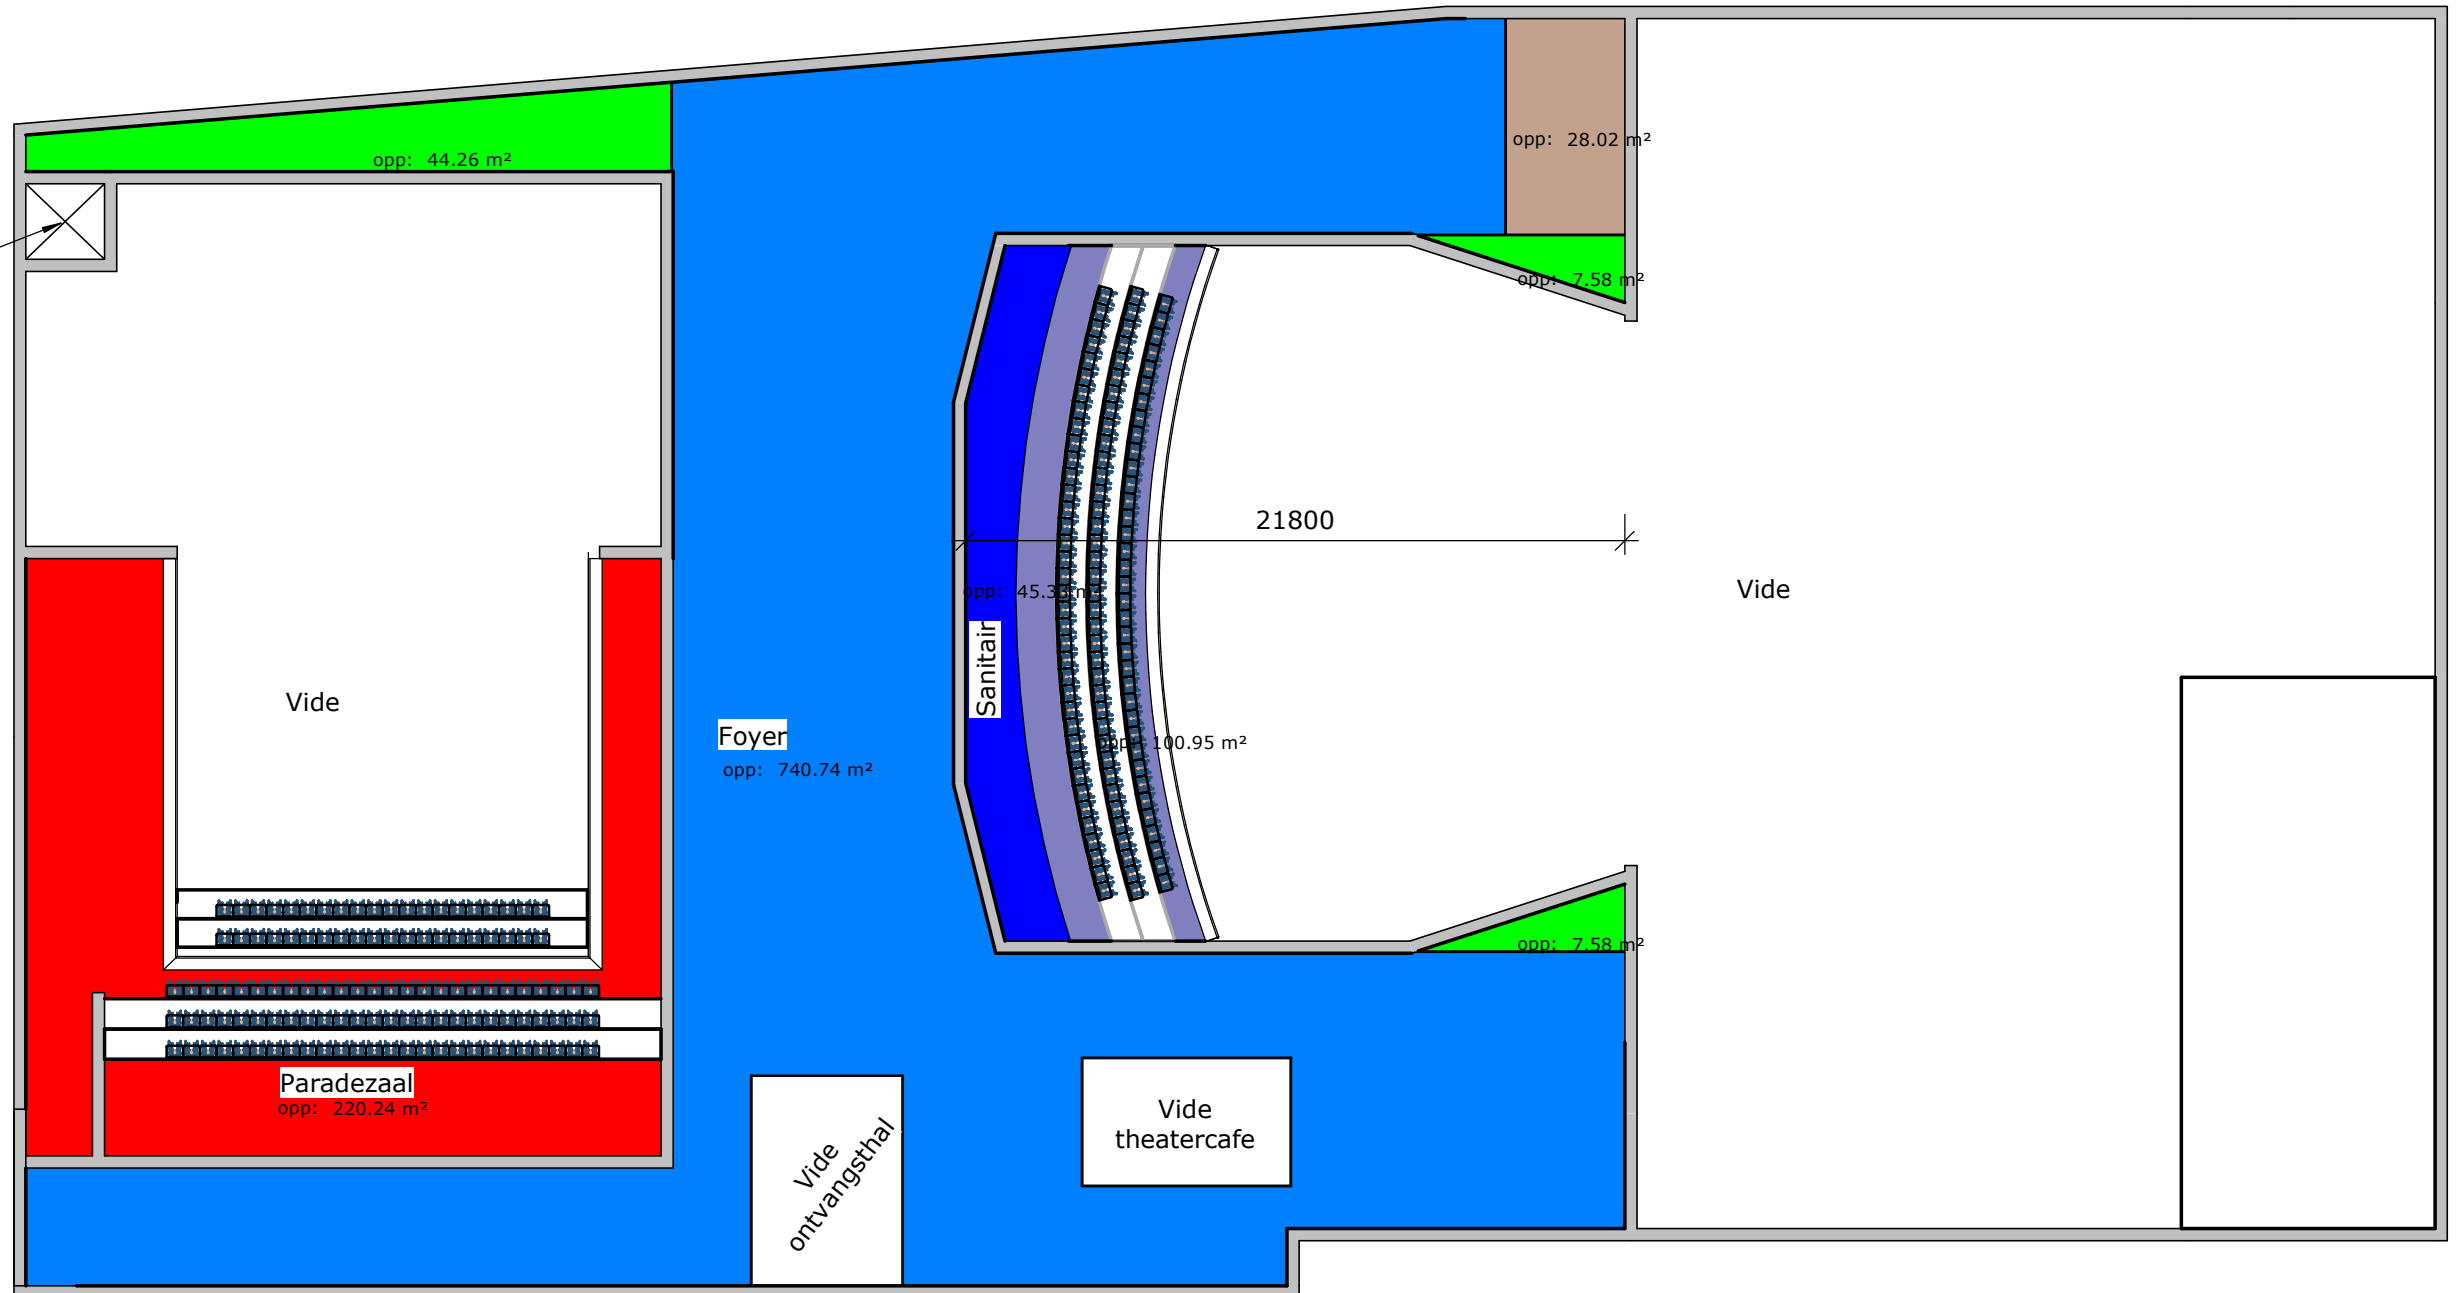 opp: 44.26 m²
opp: 28.02 m²
opp: 7.58 m²
21800
Vide
opp: 45.33 m²
Sanitair
Vide
Foyer
opp: 740.74 m²
opp: 100.95 m²
opp: 7.58 m²
Paradezaal
opp: 220.24 m²
Vide
ontvangsthal
Vide
theatercafe